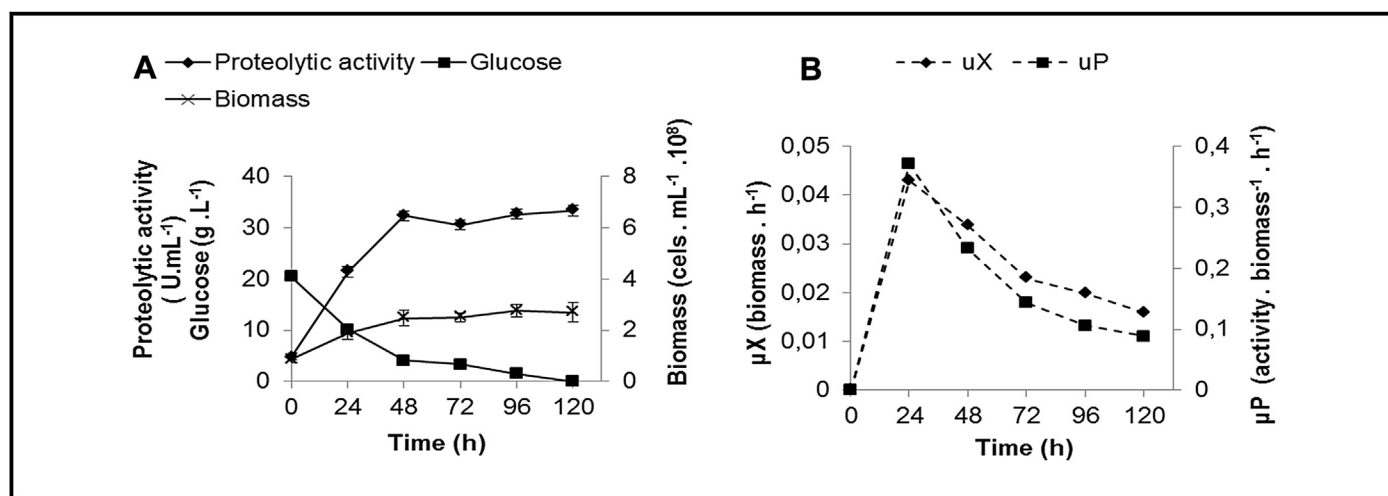 A
Proteolytic activity
Glucose
Biomass
Proteolytic activity
( U.mL-¹)
Glucose (g .L-¹)
40
30
20
10
0
8
6
4
2
0
Biomass (cels. mL-¹ .10⁸)
0 24 48 72 96 120
Time (h)
B
uX
uP
µX (biomass . h-¹)
0,05
0,04
0,03
0,02
0,01
0
0,4
0,3
0,2
0,1
0
µP (activity. biomass-¹ . h-¹)
0 24 48 72 96 120
Time (h)